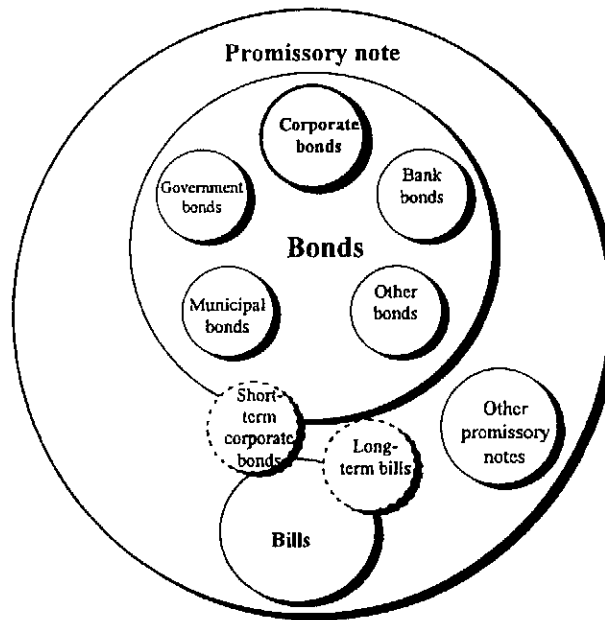 Promissory note
Corporate
bonds
Government
bonds
Bank
bonds
Bonds
Municipal
bonds
Other
bonds
Short-
term
corporate
bonds
Long-
term bills
Other
promissory
notes
Bills